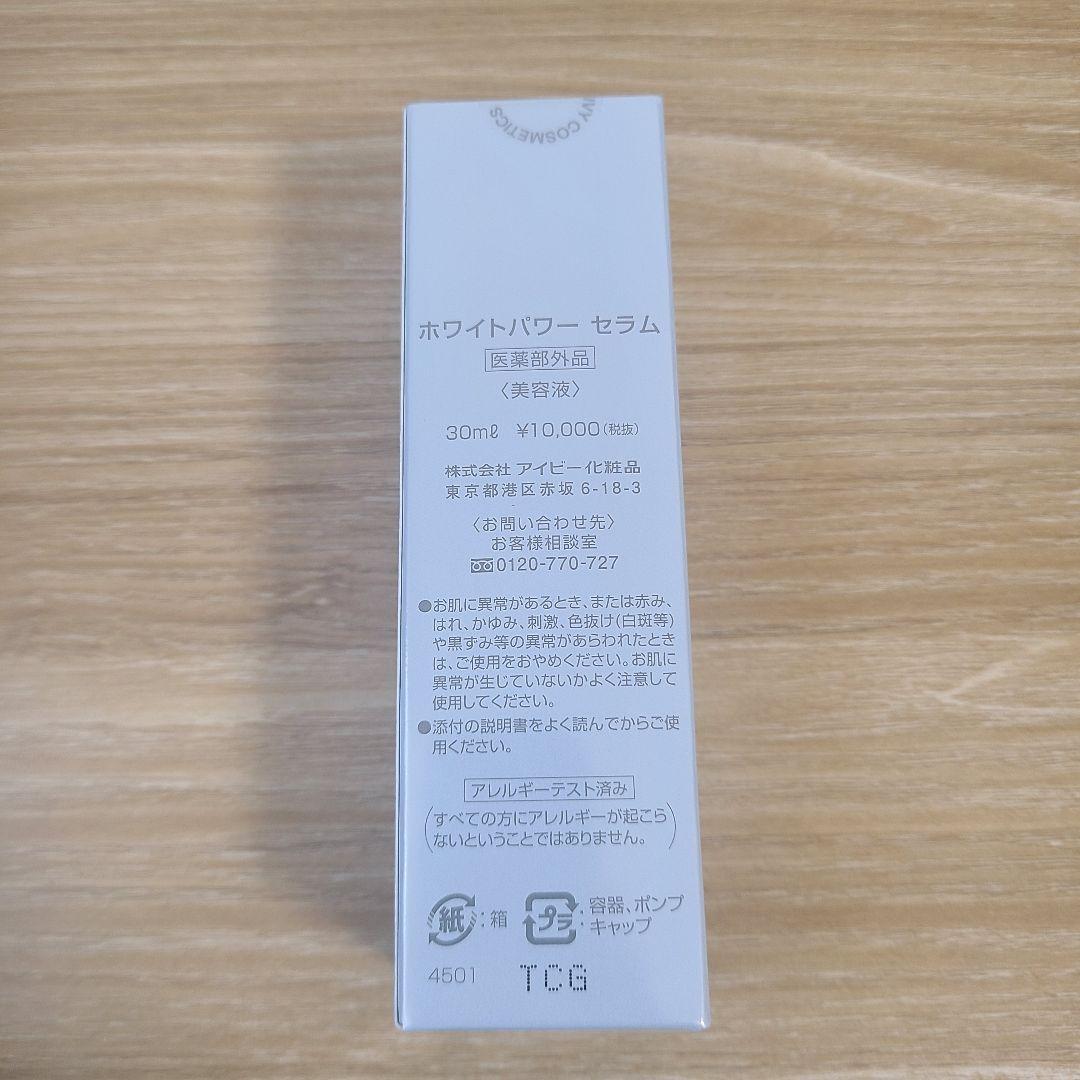 IVY COSMETICS
ホワイトパワー セラム
医薬部外品
〈美容液〉
30mℓ ¥10,000(税抜)
株式会社 アイビー化粧品
東京都港区赤坂 6-18-3
〈お問い合わせ先〉
お客様相談室
0120-770-727
●お肌に異常があるとき、または赤み、
はれ、かゆみ、刺激、色抜け(白斑等)
や黒ずみ等の異常があらわれたとき
は、ご使用をおやめください。お肌に
異常が生じていないかよく注意して
使用してください。
●添付の説明書をよく読んでからご使
用ください。
アレルギーテスト済み
(すべての方にアレルギーが起こら
ないということではありません。)
紙:箱 プラ:容器、ポンプ
:キャップ
4501 TCG